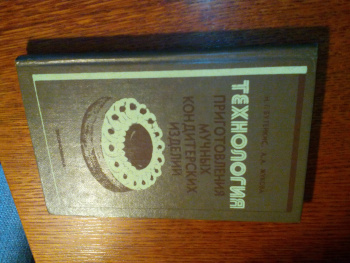 ТЕХНОЛОГИЯ
ПРИГОТОВЛЕНИЯ
МУЧНЫХ
КОНДИТЕРСКИХ
ИЗДЕЛИЙ